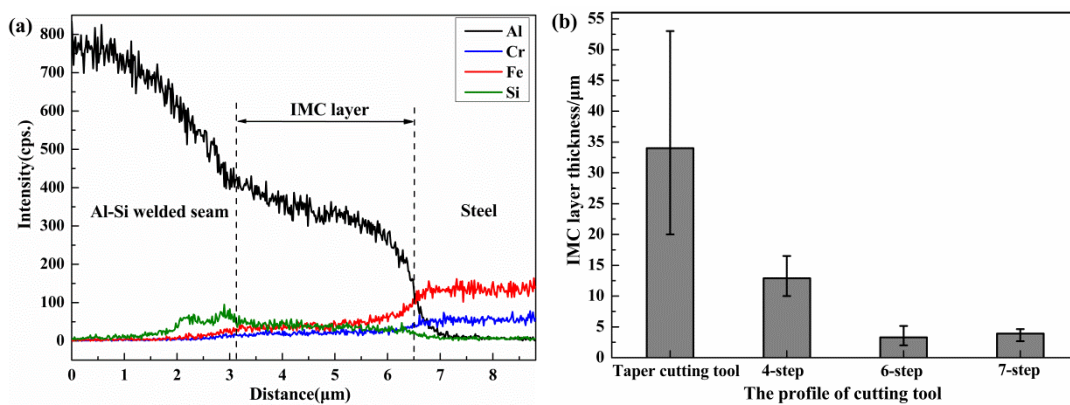 (a)
Al
Cr
Fe
Si
IMC layer
Al-Si welded seam
Steel
Intensity(cps.)
800
700
600
500
400
300
200
100
0
0 1 2 3 4 5 6 7 8
Distance(μm)
(b)
IMC layer thickness/μm
55
50
45
40
35
30
25
20
15
10
5
0
Taper cutting tool 4-step 6-step 7-step
The profile of cutting tool